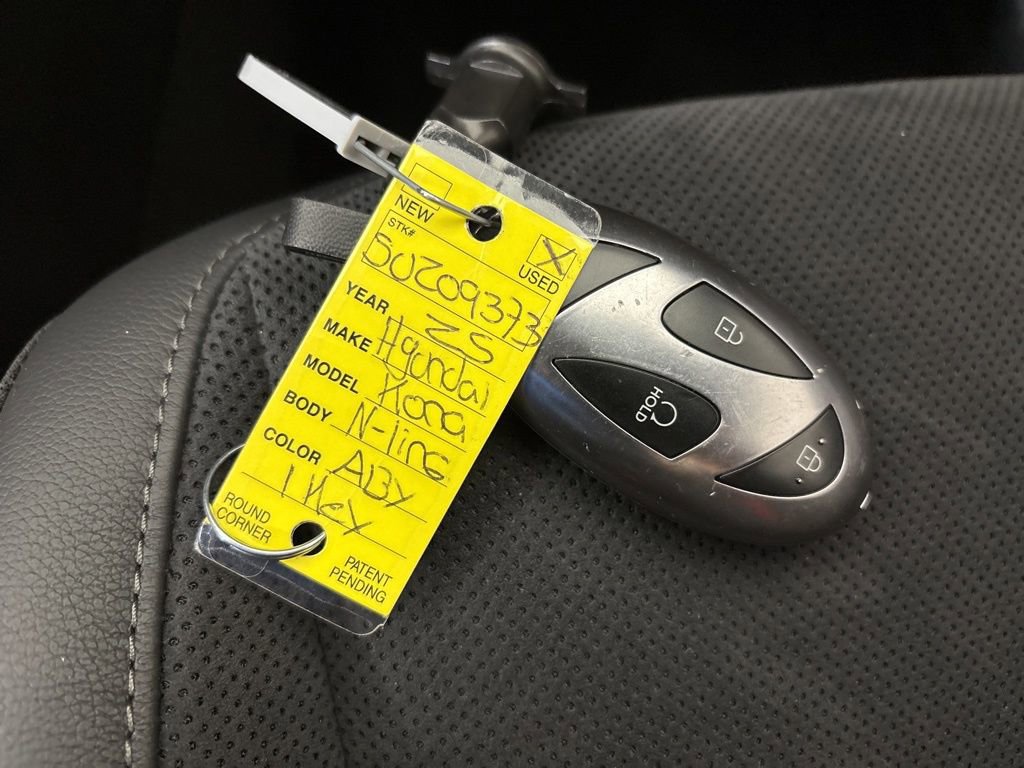 NEW
USED
STK# SU209373
YEAR 25
MAKE Hyundai
MODEL Kona
BODY N-line
COLOR ABY
1 Key
ROUND CORNER
PATENT PENDING
HOLD